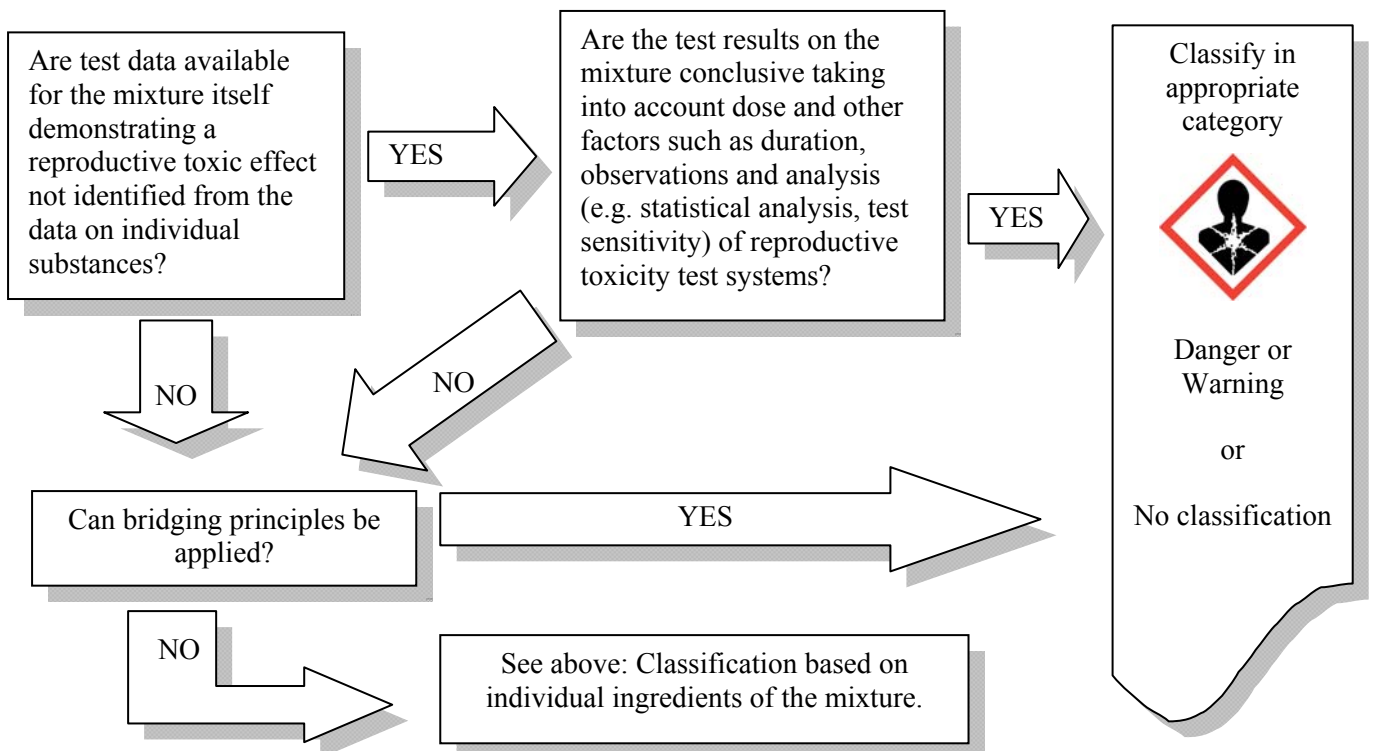 Are test data available
for the mixture itself
demonstrating a
reproductive toxic effect
not identified from the
data on individual
substances?
YES
Are the test results on the
mixture conclusive taking
into account dose and other
factors such as duration,
observations and analysis
(e.g. statistical analysis, test
sensitivity) of reproductive
toxicity test systems?
YES
Classify in
appropriate
category
Danger or
Warning
or
No classification
NO
NO
Can bridging principles be
applied?
YES
NO
See above: Classification based on
individual ingredients of the mixture.